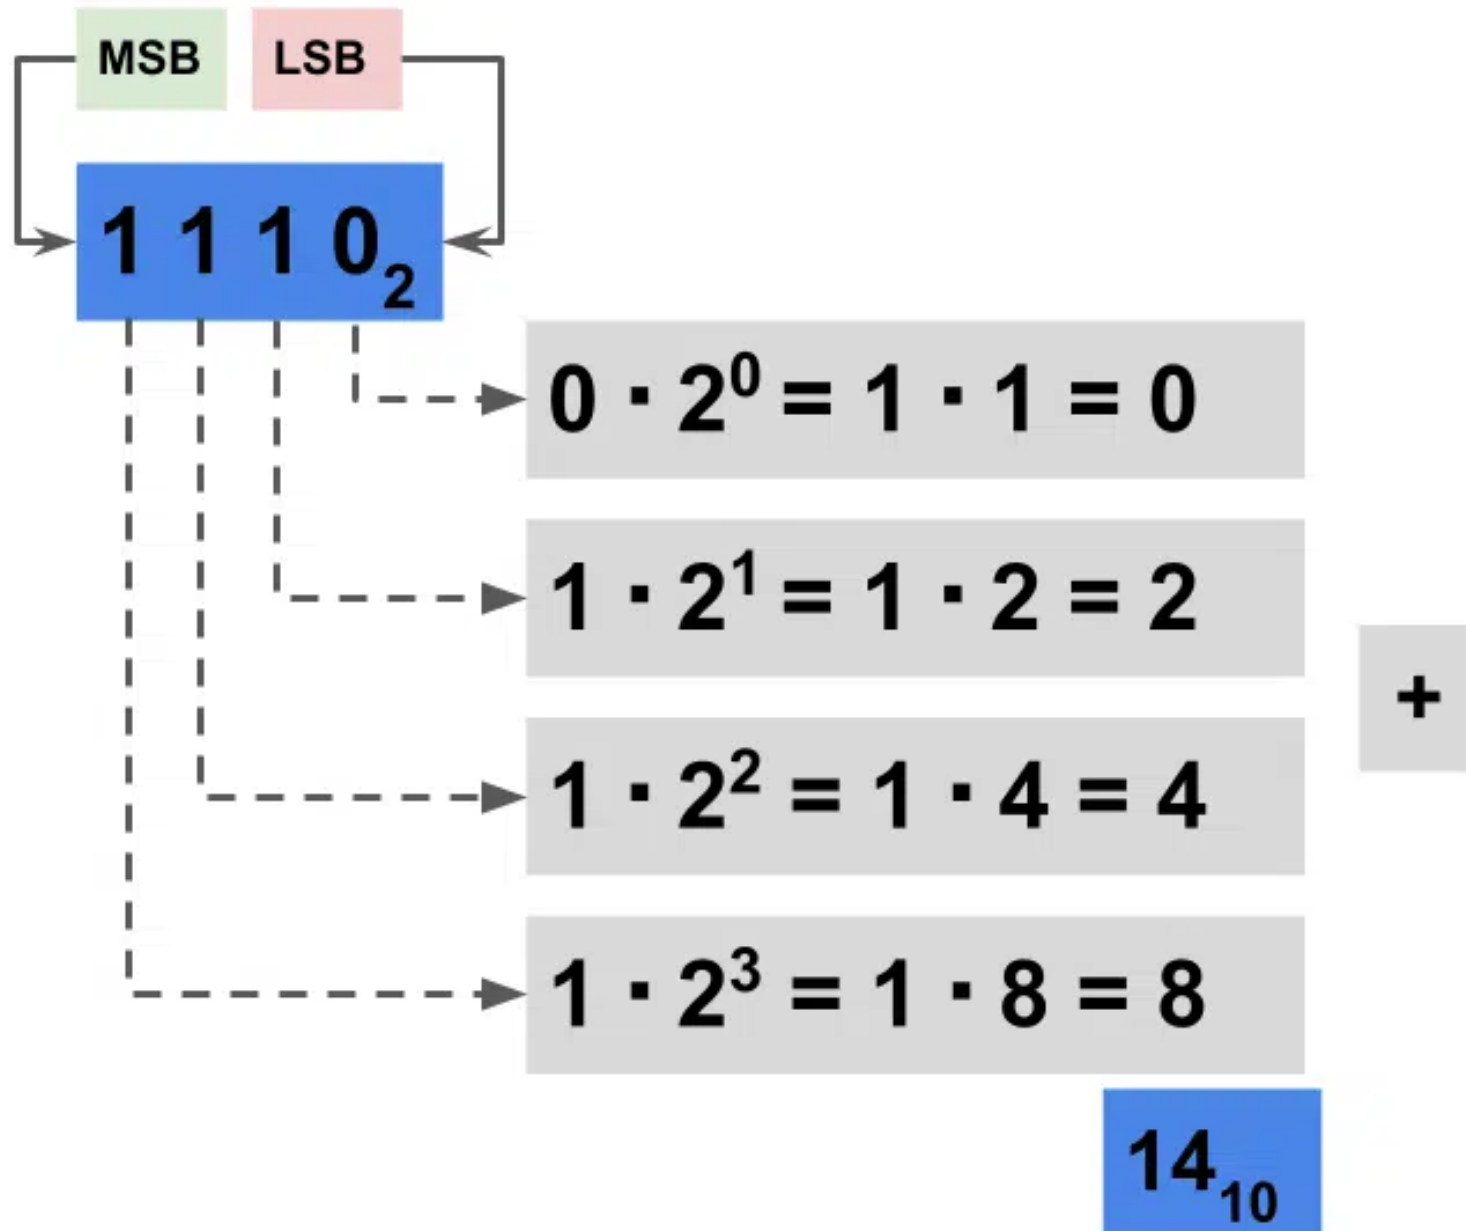 MSB LSB
1 1 1 0₂
0 · 2⁰ = 1 · 1 = 0
1 · 2¹ = 1 · 2 = 2
+
1 · 2² = 1 · 4 = 4
1 · 2³ = 1 · 8 = 8
14₁₀